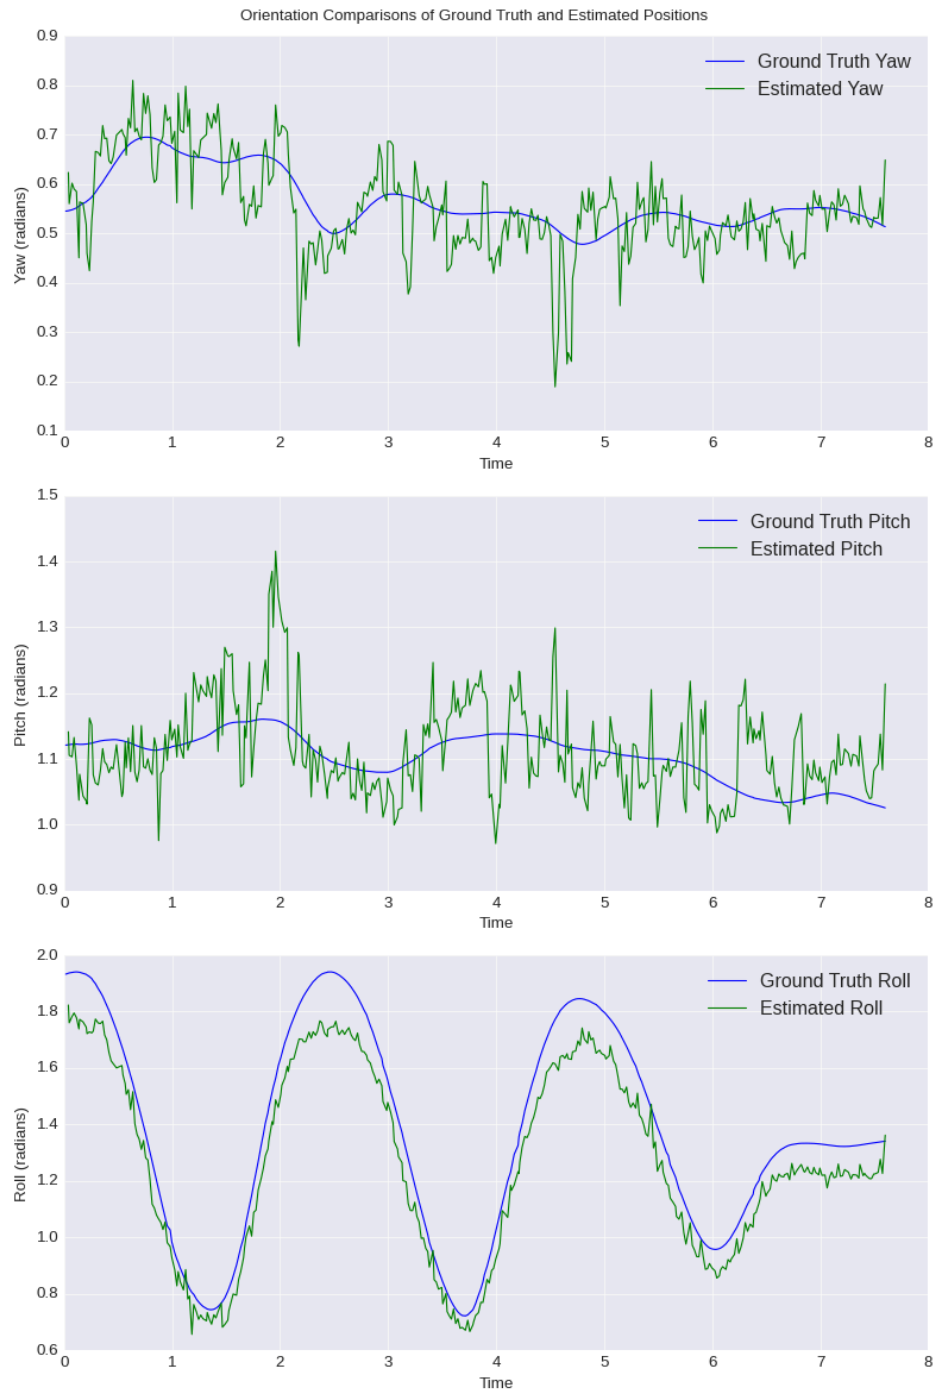 Orientation Comparisons of Ground Truth and Estimated Positions
0.9
0.8
0.7
0.6
0.5
0.4
0.3
0.2
0.1
Yaw (radians)
Ground Truth Yaw
Estimated Yaw
0 1 2 3 4 5 6 7 8
Time
1.5
1.4
1.3
1.2
1.1
1.0
0.9
Pitch (radians)
Ground Truth Pitch
Estimated Pitch
0 1 2 3 4 5 6 7 8
Time
2.0
1.8
1.6
1.4
1.2
1.0
0.8
0.6
Roll (radians)
Ground Truth Roll
Estimated Roll
0 1 2 3 4 5 6 7 8
Time